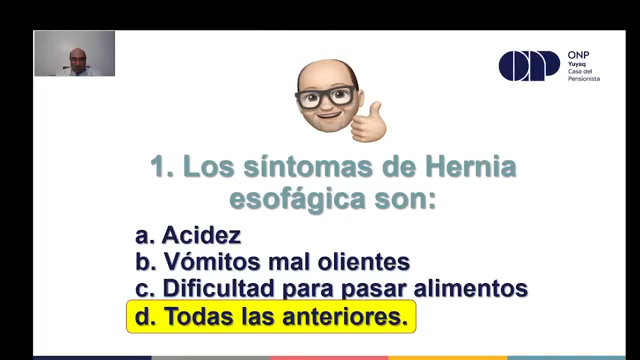 ONP
Yuyaq
Casa del
Pensionista
1. Los síntomas de Hernia
esofágica son:
a. Acidez
b. Vómitos mal olientes
c. Dificultad para pasar alimentos
d. Todas las anteriores.